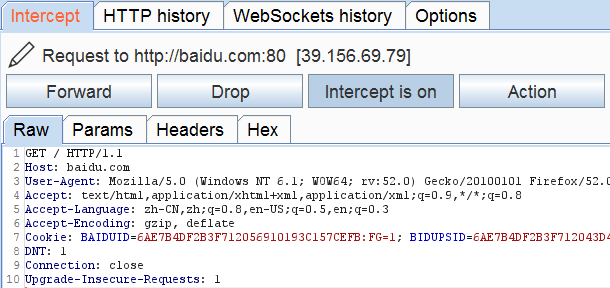 Intercept HTTP history WebSockets history Options
Request to http://baidu.com:80 [39.156.69.79]
Forward Drop Intercept is on Action
Raw Params Headers Hex
1 GET / HTTP/1.1
2 Host: baidu.com
3 User-Agent: Mozilla/5.0 (Windows NT 6.1; WOW64; rv:52.0) Gecko/20100101 Firefox/52.0
4 Accept: text/html,application/xhtml+xml,application/xml;q=0.9,*/*;q=0.8
5 Accept-Language: zh-CN,zh;q=0.8,en-US;q=0.5,en;q=0.3
6 Accept-Encoding: gzip, deflate
7 Cookie: BAIDUID=6AE7B4DF2B3F712056910193C157CEFB:FG=1; BIDUPSID=6AE7B4DF2B3F712043D4
8 DNT: 1
9 Connection: close
10 Upgrade-Insecure-Requests: 1